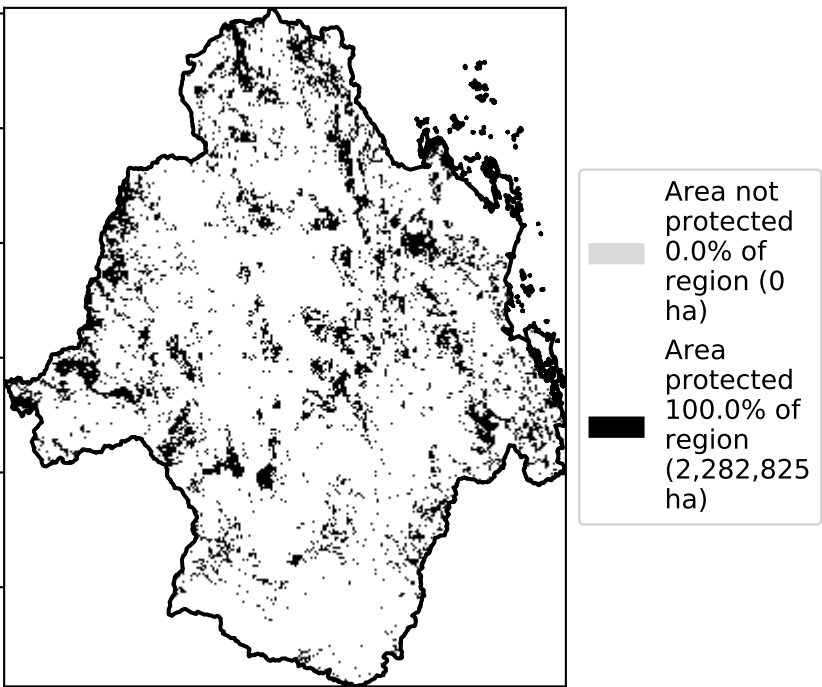 Area not
protected
0.0% of
region (0
ha)
Area
protected
100.0% of
region
(2,282,825
ha)